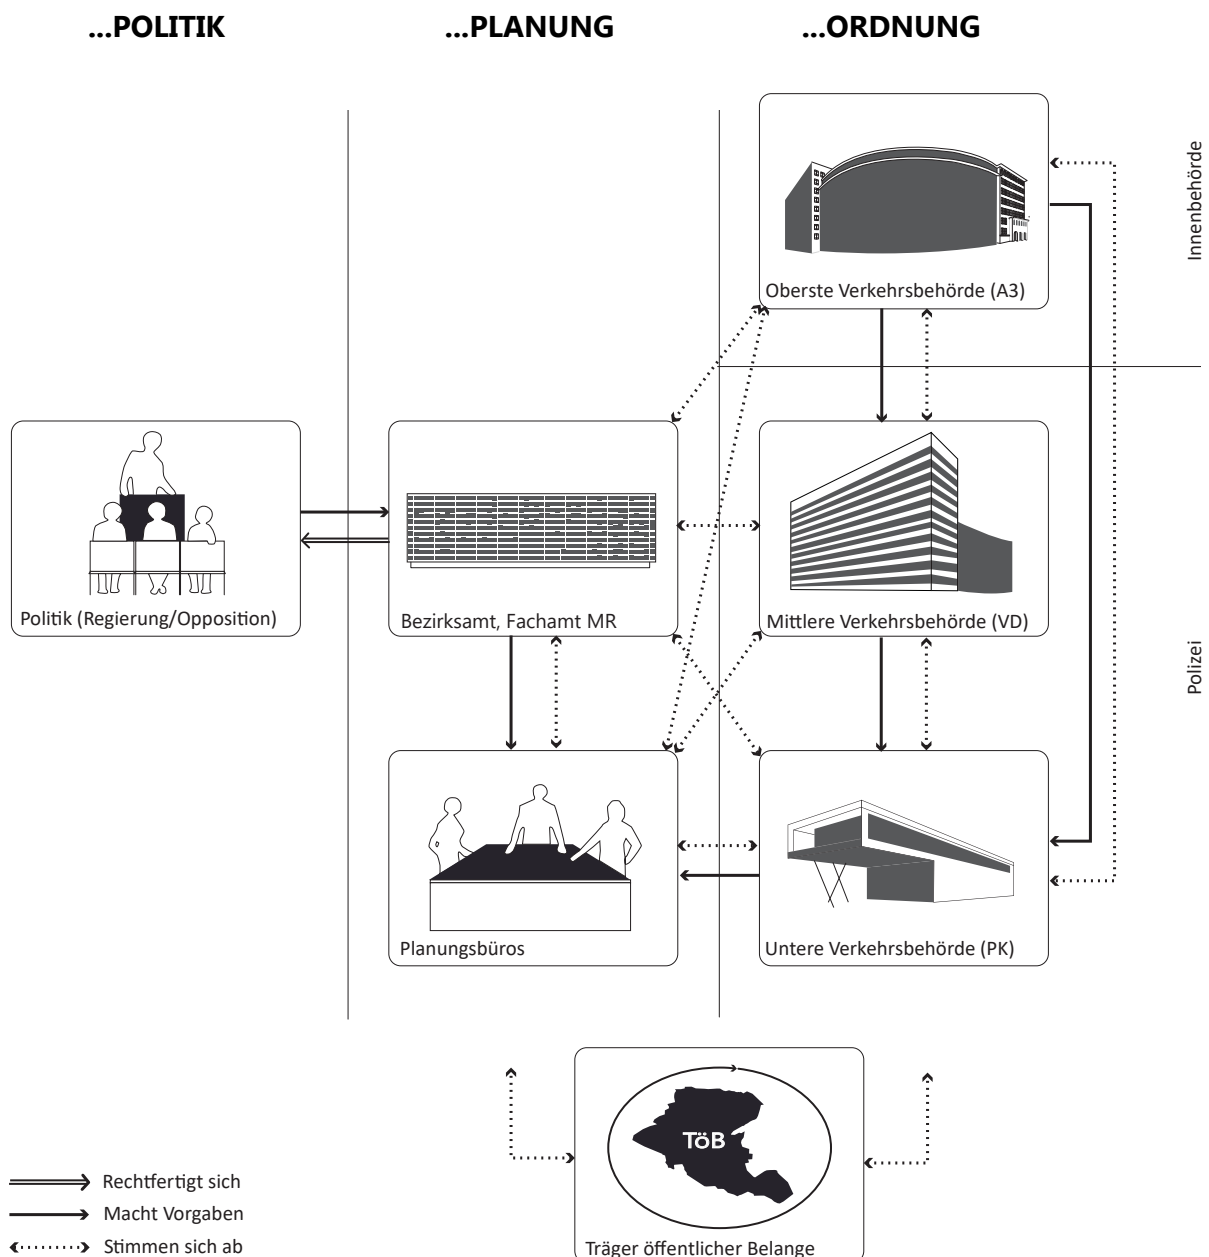 ...POLITIK
...PLANUNG
...ORDNUNG
Innenbehörde
Oberste Verkehrsbehörde (A3)
Politik (Regierung/Opposition)
Bezirksamt, Fachamt MR
Mittlere Verkehrsbehörde (VD)
Polizei
Planungsbüros
Untere Verkehrsbehörde (PK)
TöB
Träger öffentlicher Belange
Rechtfertigt sich
Macht Vorgaben
Stimmen sich ab